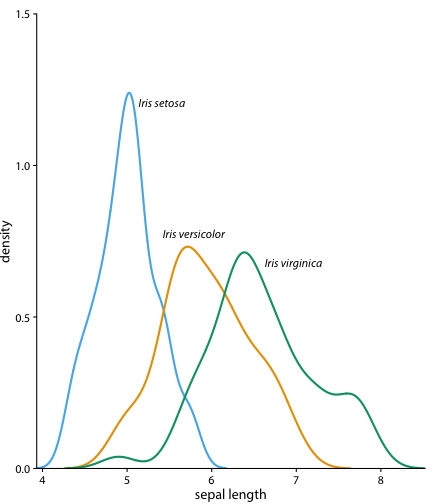 1.5
Iris setosa
1.0
Iris versicolor
density
Iris virginica
0.5
0.0
4 5 6 7 8
sepal length